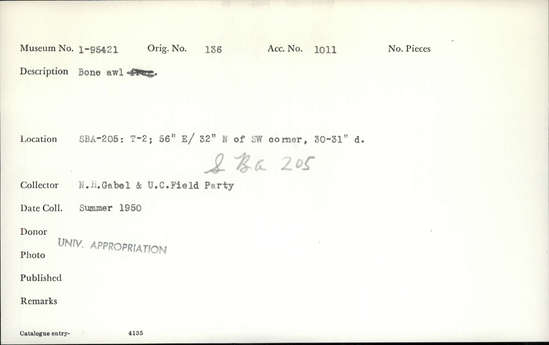 Museum No. 1-95421 Orig. No. 136 Acc. No. 1011 No. Pieces
Description Bone awl
Location SBA-205: T-2; 56" E/ 32" N of SW corner, 30-31" d.
S Ba 205
Collector N.H.Gabel & U.C.Field Party
Date Coll. Summer 1950
Donor
UNIV. APPROPRIATION
Photo
Published
Remarks
Catalogue entry- 4135